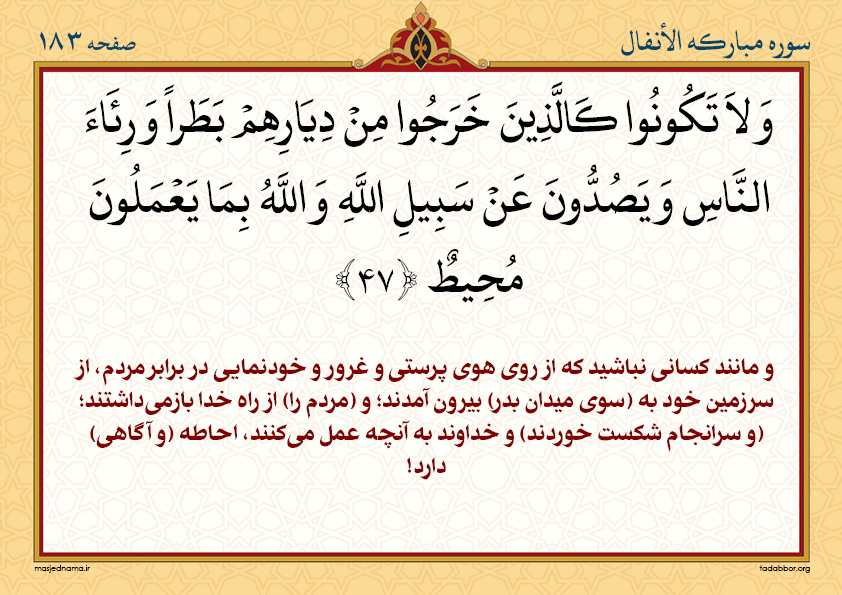 سوره مبارکه الأنفال
صفحه ۱۸۳
وَلاَ تَكُونُوا كَالَّذِينَ خَرَجُوا مِنْ دِيَارِهِمْ بَطَراً وَ رِئَاءَ
النَّاسِ وَ يَصُدُّونَ عَنْ سَبِيلِ اللَّهِ وَ اللَّهُ بِمَا يَعْمَلُونَ
مُحِيطٌ ﴿۴۷﴾
و مانند کسانی نباشید که از روی هوی پرستی و غرور و خودنمایی در برابر مردم، از
سرزمین خود به (سوی میدان بدر) بیرون آمدند؛ و (مردم را) از راه خدا بازمی‌داشتند؛
(و سرانجام شکست خوردند) و خداوند به آنچه عمل می‌کنند، احاطه (و آگاهی)
دارد!
masjednama.ir
tadabbor.org